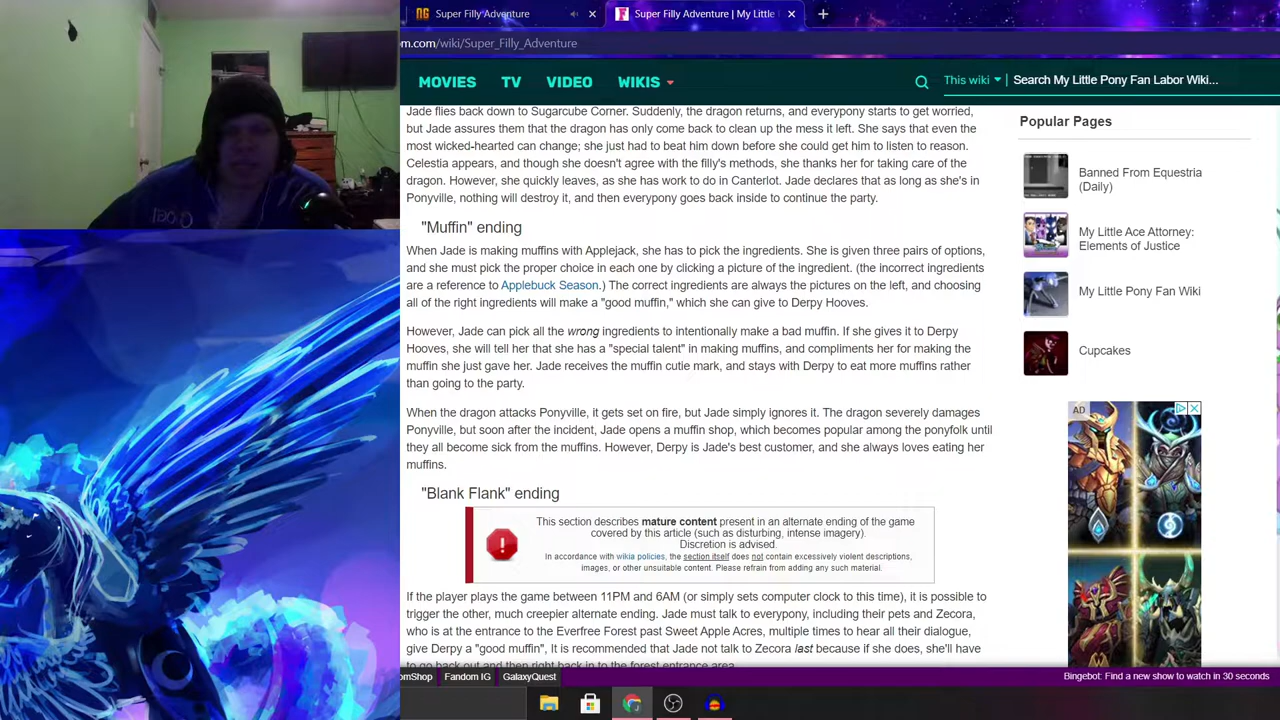 Super Filly Adventure
Super Filly Adventure | My Little
om.com/wiki/Super_Filly_Adventure
MOVIES TV VIDEO WIKIS
This wiki Search My Little Pony Fan Labor Wiki...
Jade flies back down to Sugarcube Corner. Suddenly, the dragon returns, and everypony starts to get worried,
but Jade assures them that the dragon has only come back to clean up the mess it left. She says that even the
most wicked-hearted can change; she just had to beat him down before she could get him to listen to reason.
Celestia appears, and though she doesn't agree with the filly's methods, she thanks her for taking care of the
dragon. However, she quickly leaves, as she has work to do in Canterlot. Jade declares that as long as she's in
Ponyville, nothing will destroy it, and then everypony goes back inside to continue the party.
"Muffin" ending
When Jade is making muffins with Applejack, she has to pick the ingredients. She is given three pairs of options,
and she must pick the proper choice in each one by clicking a picture of the ingredient. (the incorrect ingredients
are a reference to Applebuck Season.) The correct ingredients are always the pictures on the left, and choosing
all of the right ingredients will make a "good muffin," which she can give to Derpy Hooves.
However, Jade can pick all the wrong ingredients to intentionally make a bad muffin. If she gives it to Derpy
Hooves, she will tell her that she has a "special talent" in making muffins, and compliments her for making the
muffin she just gave her. Jade receives the muffin cutie mark, and stays with Derpy to eat more muffins rather
than going to the party.
When the dragon attacks Ponyville, it gets set on fire, but Jade simply ignores it. The dragon severely damages
Ponyville, but soon after the incident, Jade opens a muffin shop, which becomes popular among the ponyfolk until
they all become sick from the muffins. However, Derpy is Jade's best customer, and she always loves eating her
muffins.
"Blank Flank" ending
This section describes mature content present in an alternate ending of the game
covered by this article (such as disturbing, intense imagery).
Discretion is advised.
In accordance with wikia policies, the section itself does not contain excessively violent descriptions,
images, or other unsuitable content. Please refrain from adding any such material.
If the player plays the game between 11PM and 6AM (or simply sets computer clock to this time), it is possible to
trigger the other, much creepier alternate ending. Jade must talk to everypony, including their pets and Zecora,
who is at the entrance to the Everfree Forest past Sweet Apple Acres, multiple times to hear all their dialogue,
give Derpy a "good muffin", It is recommended that Jade not talk to Zecora last because if she does, she'll have
to go back out and then right back in to the forest entrance area.
Popular Pages
Banned From Equestria
(Daily)
My Little Ace Attorney:
Elements of Justice
My Little Pony Fan Wiki
Cupcakes
AD
omShop Fandom IG GalaxyQuest
Bingebot: Find a new show to watch in 30 seconds